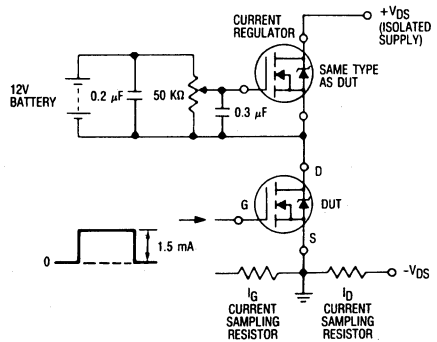 CURRENT
REGULATOR
+VDS
(ISOLATED
SUPPLY)
12V
BATTERY
0.2 µF
50 KΩ
0.3 µF
SAME TYPE
AS DUT
D
G
DUT
S
1.5 mA
0
-VDS
IG
CURRENT
SAMPLING
RESISTOR
ID
CURRENT
SAMPLING
RESISTOR